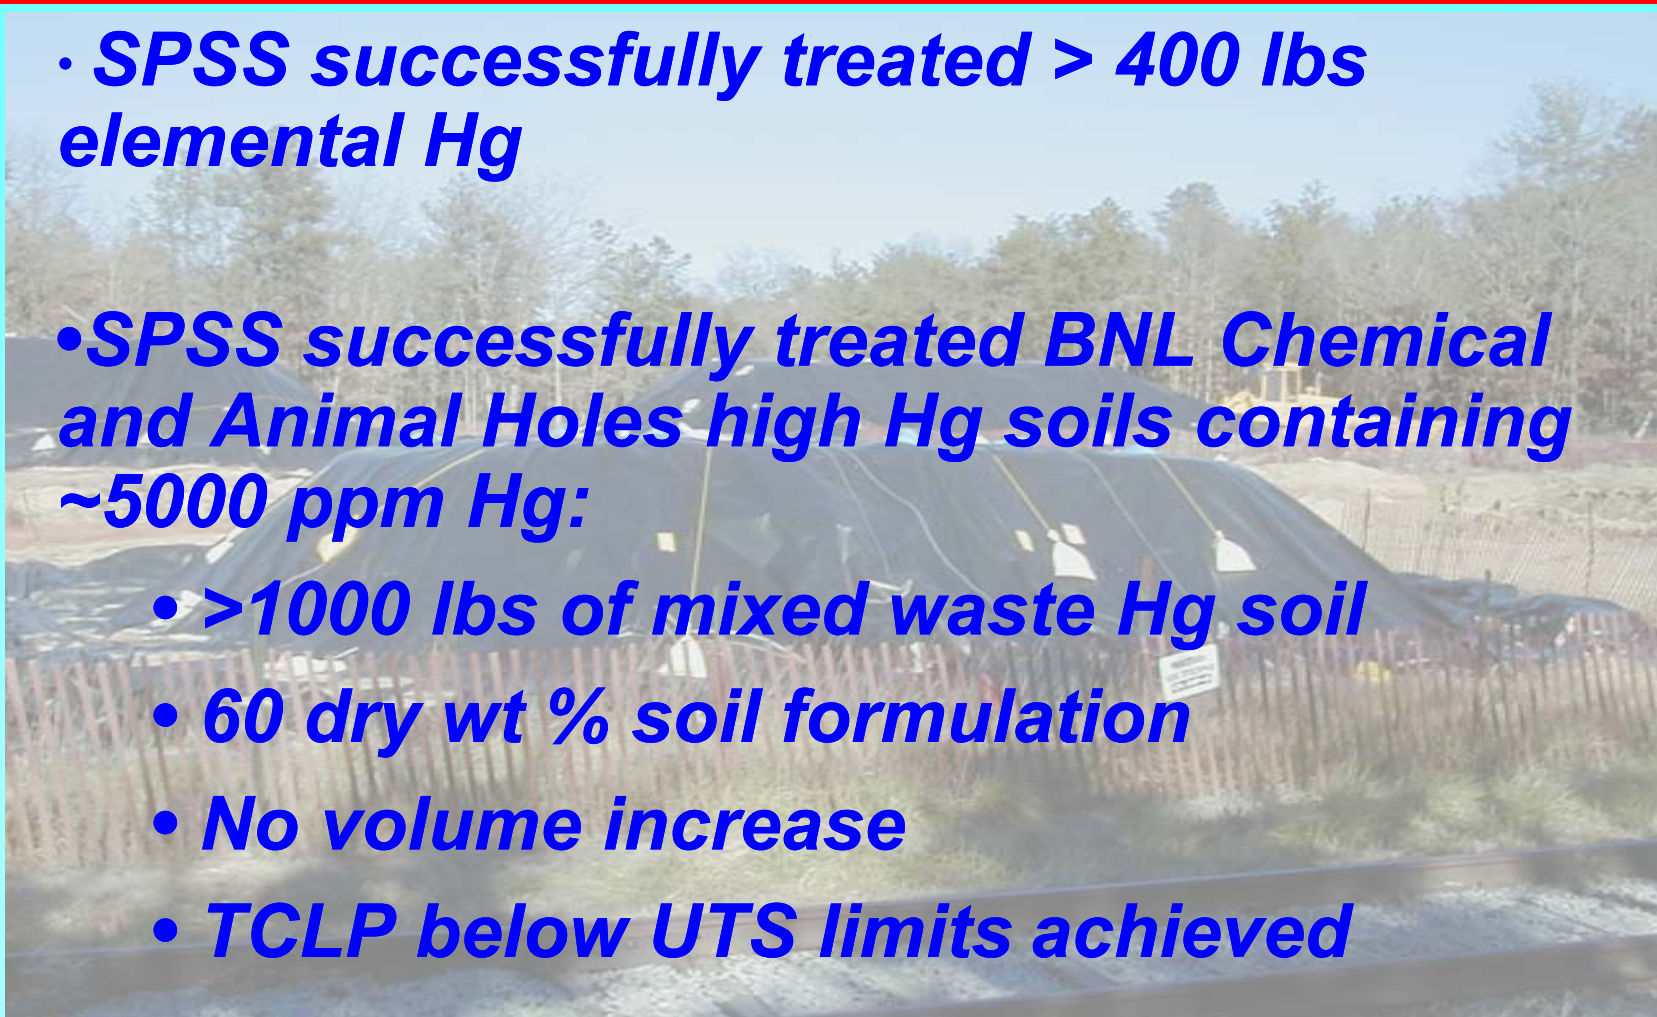 • SPSS successfully treated > 400 lbs
elemental Hg
•SPSS successfully treated BNL Chemical
and Animal Holes high Hg soils containing
~5000 ppm Hg:
• >1000 lbs of mixed waste Hg soil
• 60 dry wt % soil formulation
• No volume increase
• TCLP below UTS limits achieved